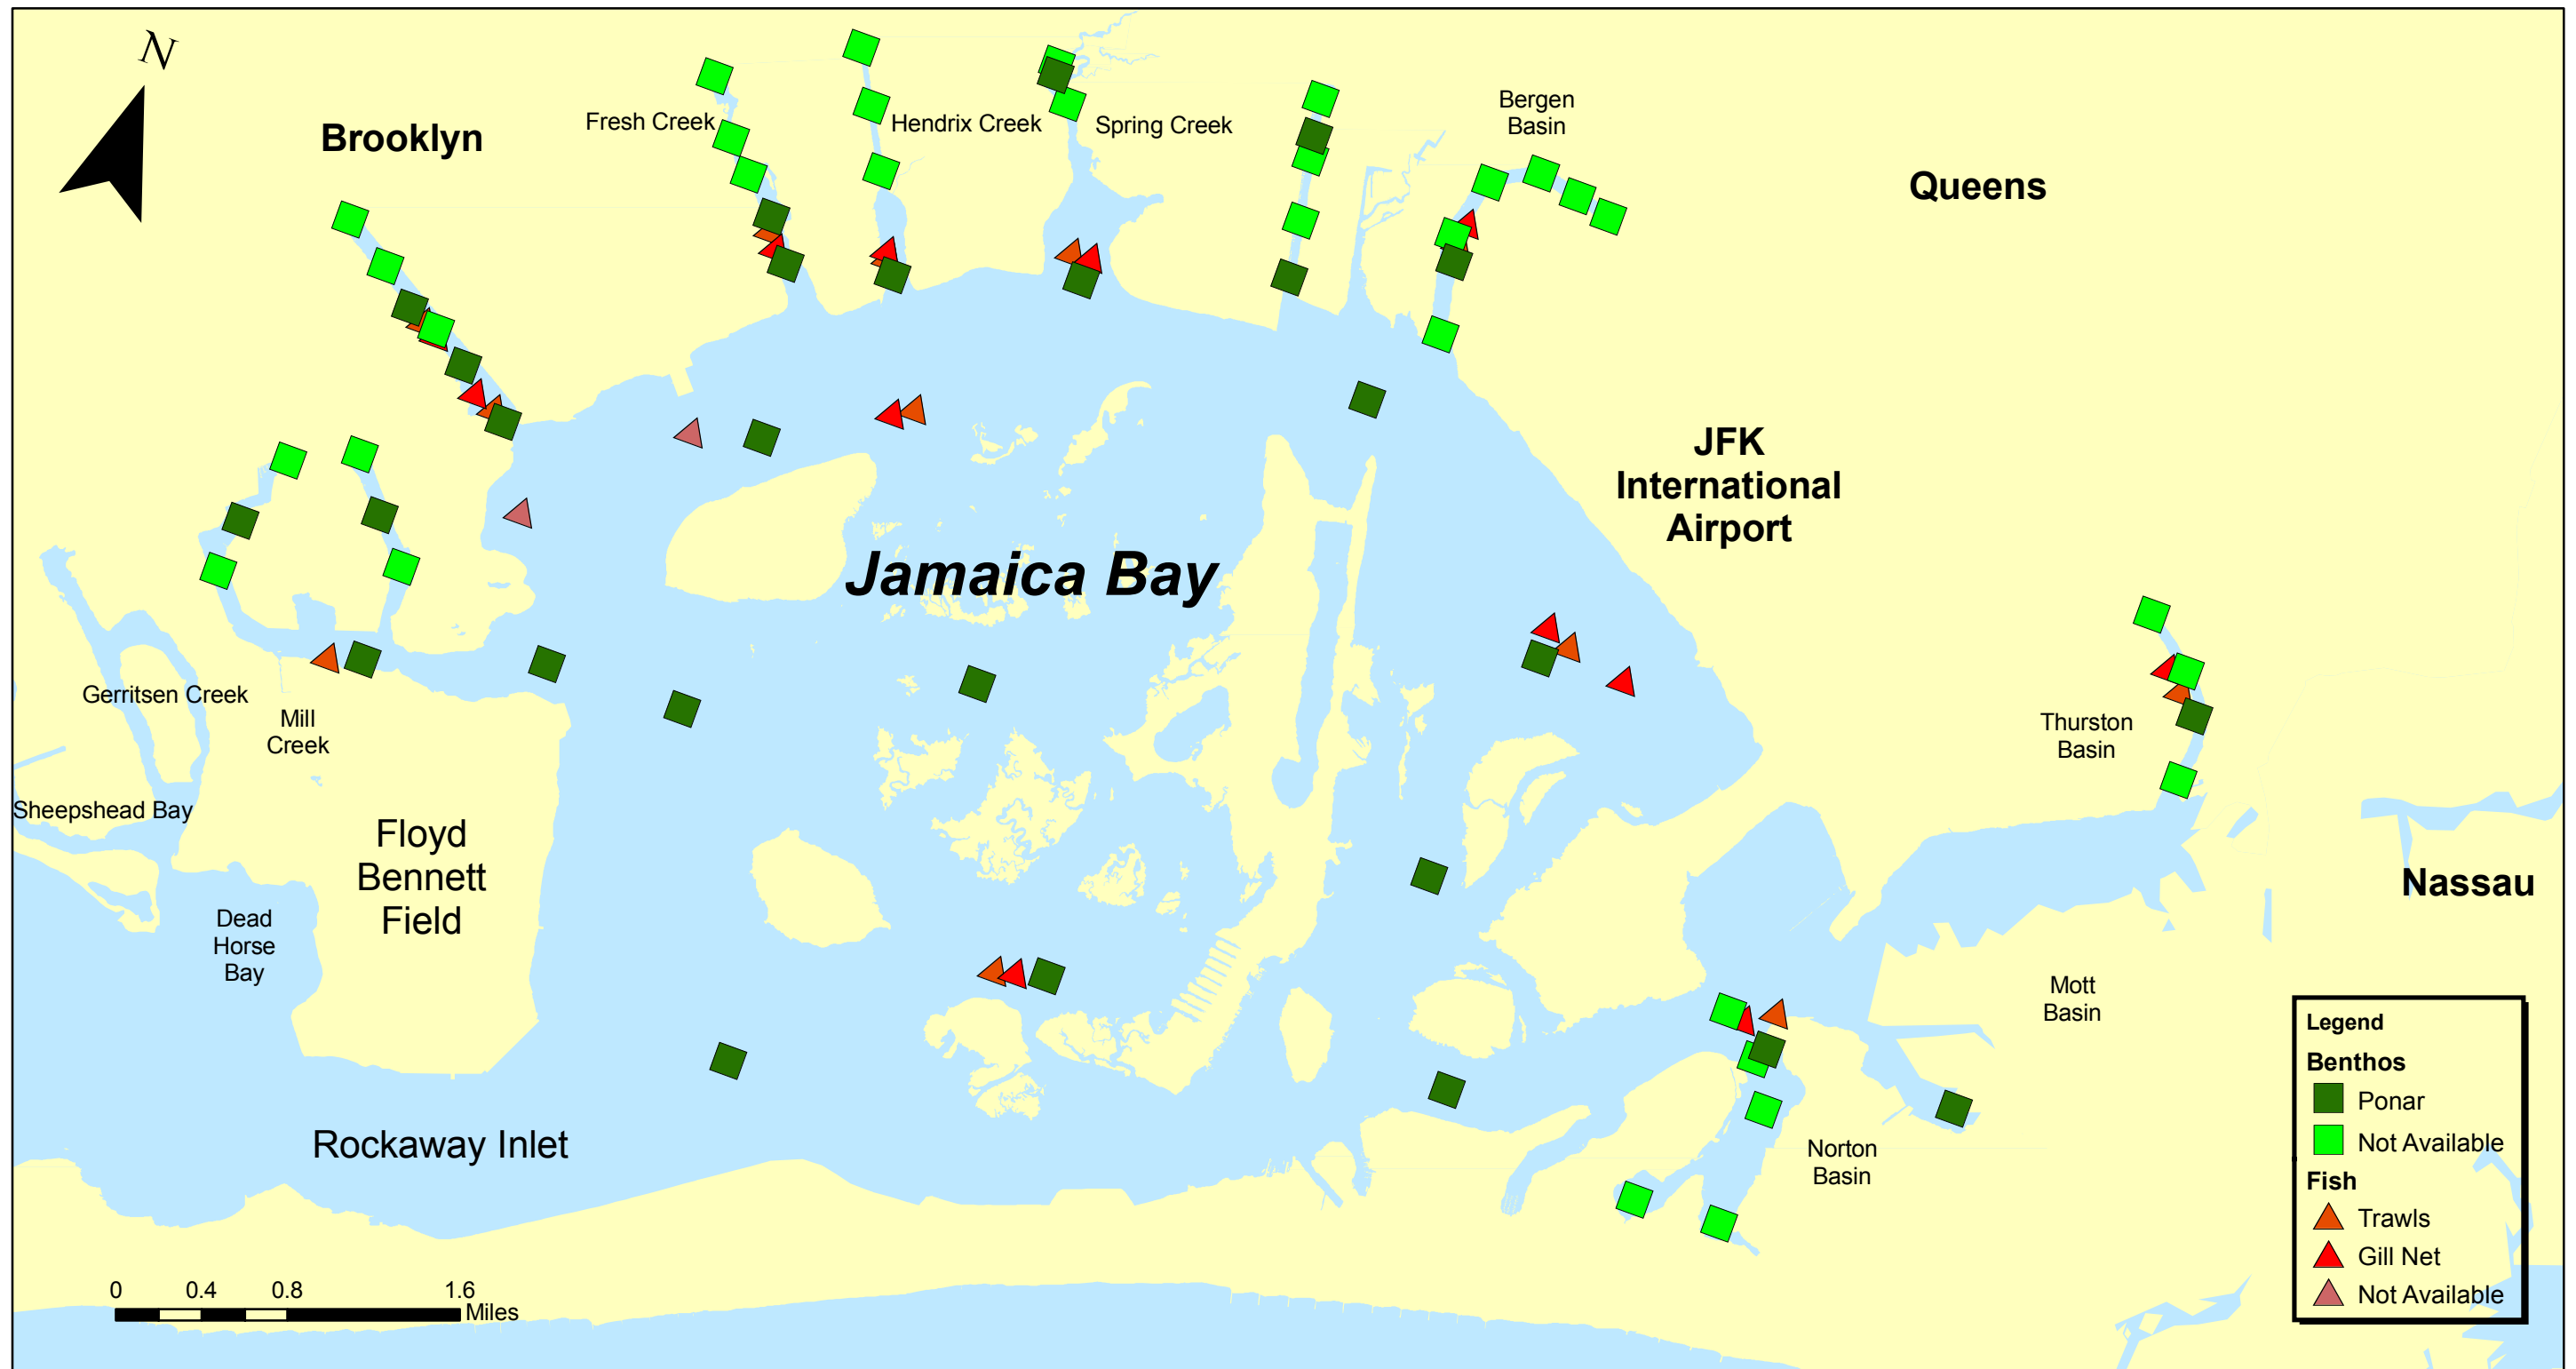 N
Brooklyn
Fresh Creek
Hendrix Creek
Spring Creek
Bergen
Basin
Queens
JFK
International
Airport
Jamaica Bay
Gerritsen Creek
Mill
Creek
Sheepshead Bay
Floyd
Bennett
Field
Dead
Horse
Bay
Thurston
Basin
Nassau
Mott
Basin
Norton
Basin
Rockaway Inlet
0 0.4 0.8 1.6
Miles
Legend
Benthos
Ponar
Not Available
Fish
Trawls
Gill Net
Not Available